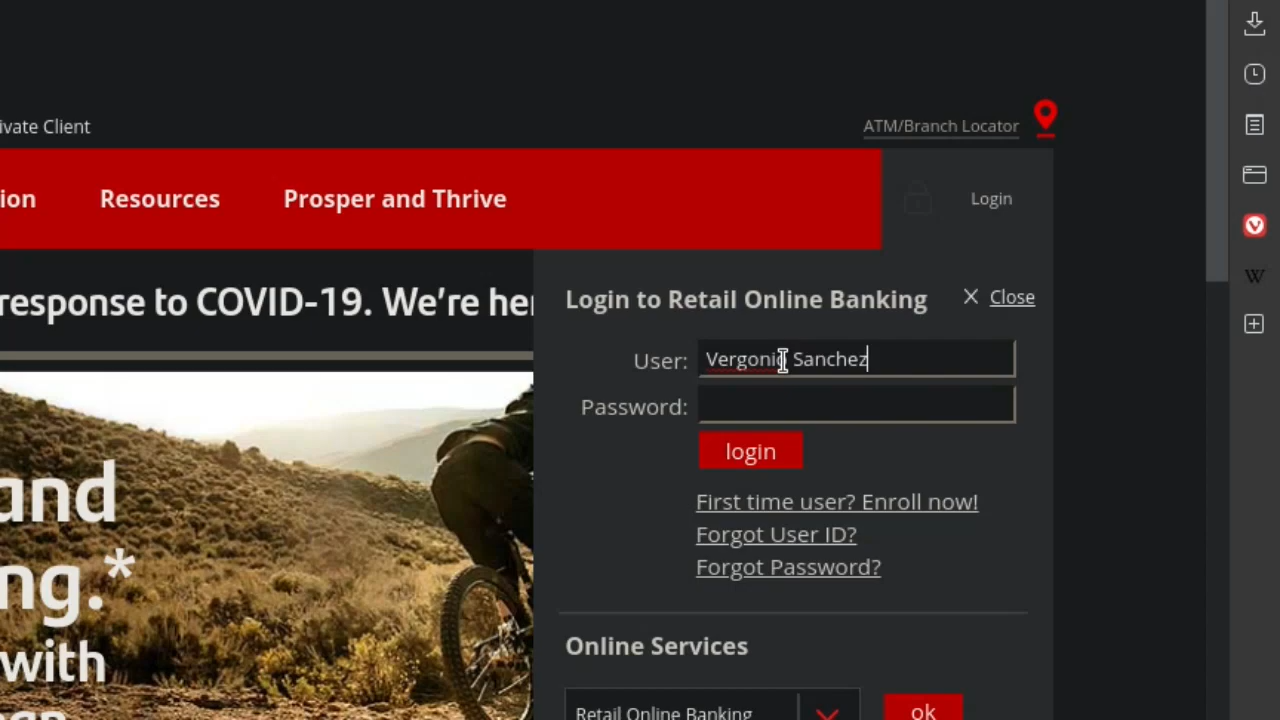 ivate Client
ATM/Branch Locator
ion Resources Prosper and Thrive
Login
response to COVID-19. We're her
Login to Retail Online Banking
Close
User: Sanchez
Password:
login
First time user? Enroll now!
Forgot User ID?
Forgot Password?
and
ng.*
with
Online Services
Retail Online Banking
ok
W